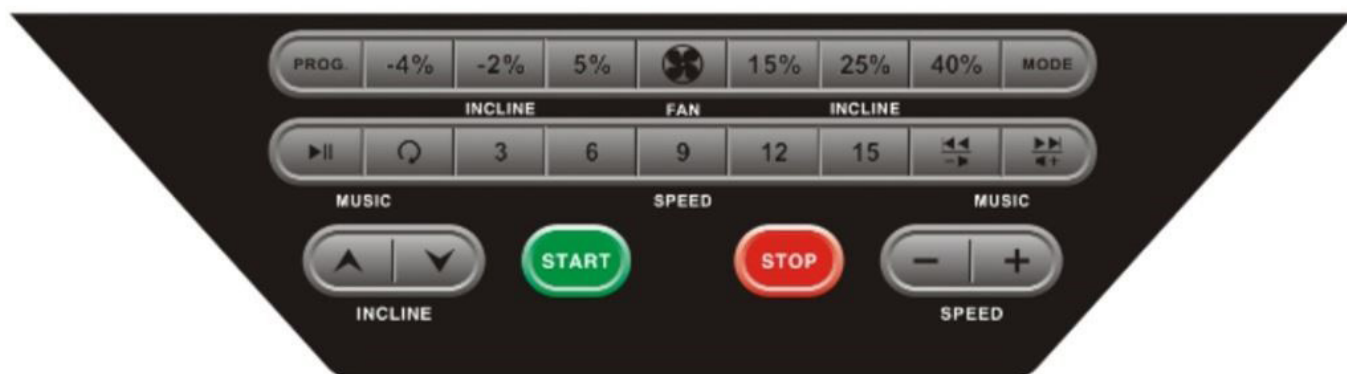 PROG. -4% -2% 5% 15% 25% 40% MODE
INCLINE FAN INCLINE
3 6 9 12 15
MUSIC SPEED MUSIC
START STOP
INCLINE SPEED